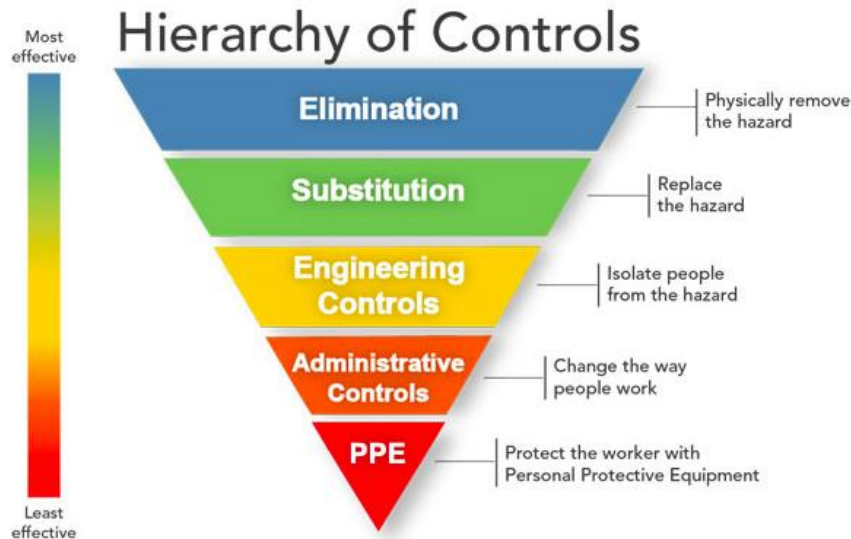 Hierarchy of Controls
Most
effective
Elimination
Physically remove
the hazard
Substitution
Replace
the hazard
Engineering
Controls
Isolate people
from the hazard
Administrative
Controls
Change the way
people work
PPE
Protect the worker with
Personal Protective Equipment
Least
effective